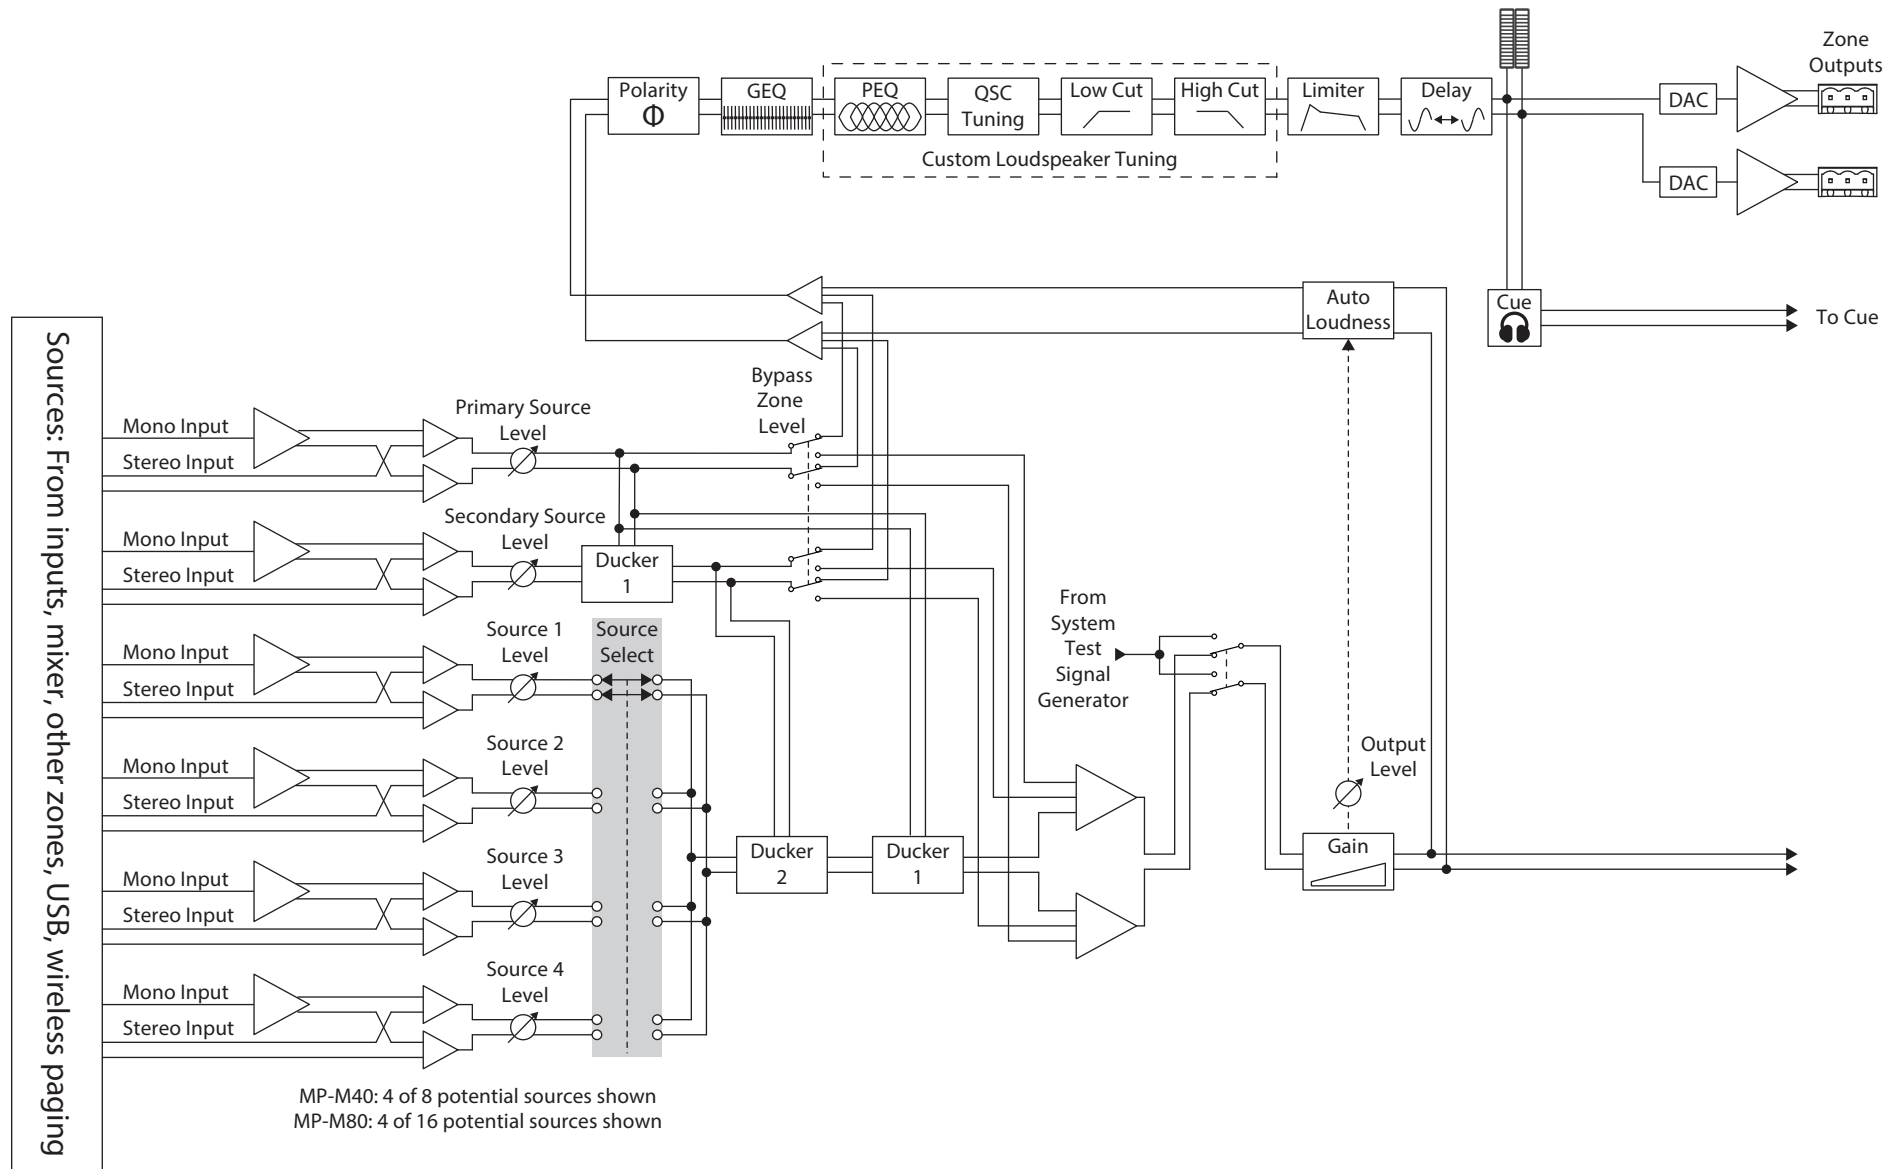 Zone
Outputs
Polarity
Φ
GEQ
PEQ
QSC
Tuning
Low Cut
High Cut
Limiter
Delay
DAC
Custom Loudspeaker Tuning
DAC
Auto
Loudness
Cue
To Cue
Sources: From inputs, mixer, other zones, USB, wireless paging
Bypass
Zone
Level
Mono Input
Stereo Input
Primary Source
Level
Mono Input
Stereo Input
Secondary Source
Level
Ducker
1
Mono Input
Stereo Input
Source 1
Level
Source
Select
From
System
Test
Signal
Generator
Mono Input
Stereo Input
Source 2
Level
Output
Level
Mono Input
Stereo Input
Source 3
Level
Ducker
2
Ducker
1
Gain
Mono Input
Stereo Input
Source 4
Level
MP-M40: 4 of 8 potential sources shown
MP-M80: 4 of 16 potential sources shown